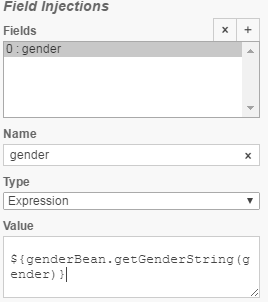 Field Injections
Fields
x +
0 : gender
Name
gender x
Type
Expression
Value
${genderBean.getGenderString(g
ender)}